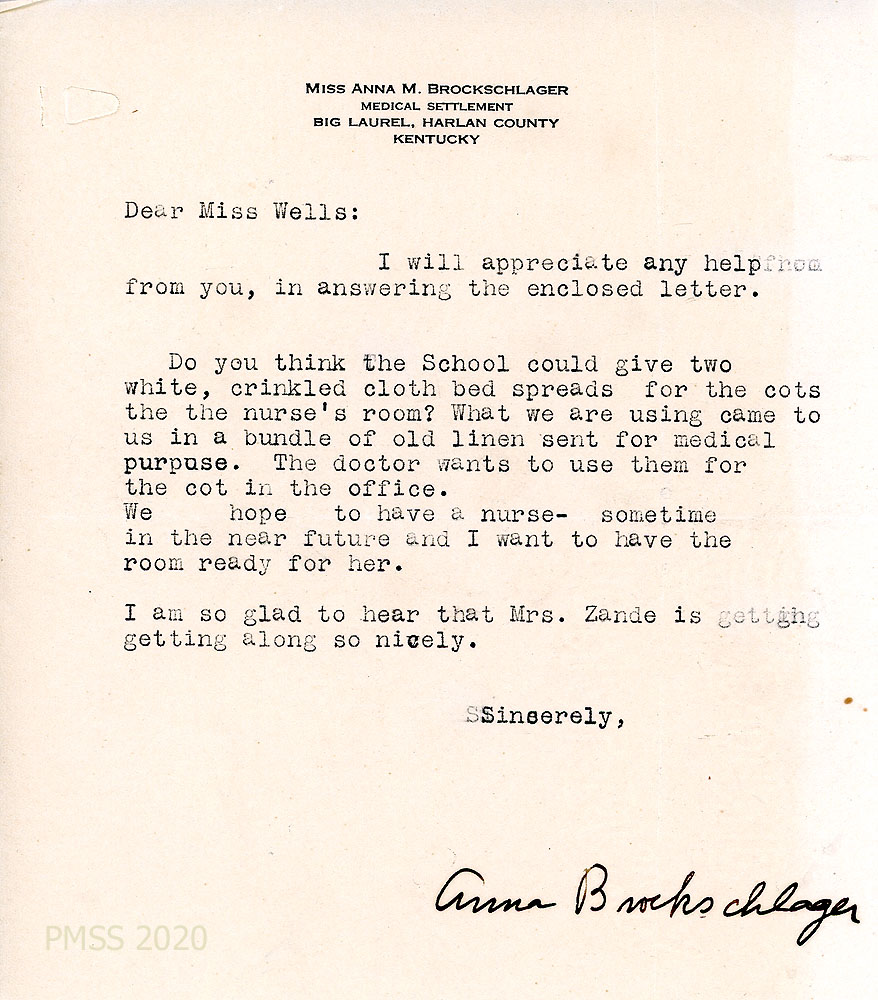 MISS ANNA M. BROCKSCHLAGER
MEDICAL SETTLEMENT
BIG LAUREL, HARLAN COUNTY
KENTUCKY
Dear Miss Wells:
I will appreciate any helpfrom
from you, in answering the enclosed letter.
Do you think the School could give two
white, crinkled cloth bed spreads for the cots
the the nurse's room? What we are using came to
us in a bundle of old linen sent for medical
purpuse. The doctor wants to use them for
the cot in the office.
We hope to have a nurse- sometime
in the near future and I want to have the
room ready for her.
I am so glad to hear that Mrs. Zande is gettghg
getting along so nicely.
SSincerely,
Anna Brockschlager
PMSS 2020